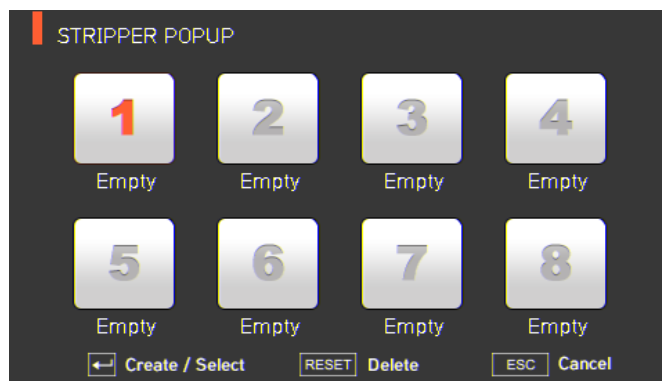 STRIPPER POPUP
1 2 3 4
Empty Empty Empty Empty
5 6 7 8
Empty Empty Empty Empty
Create / Select RESET Delete ESC Cancel